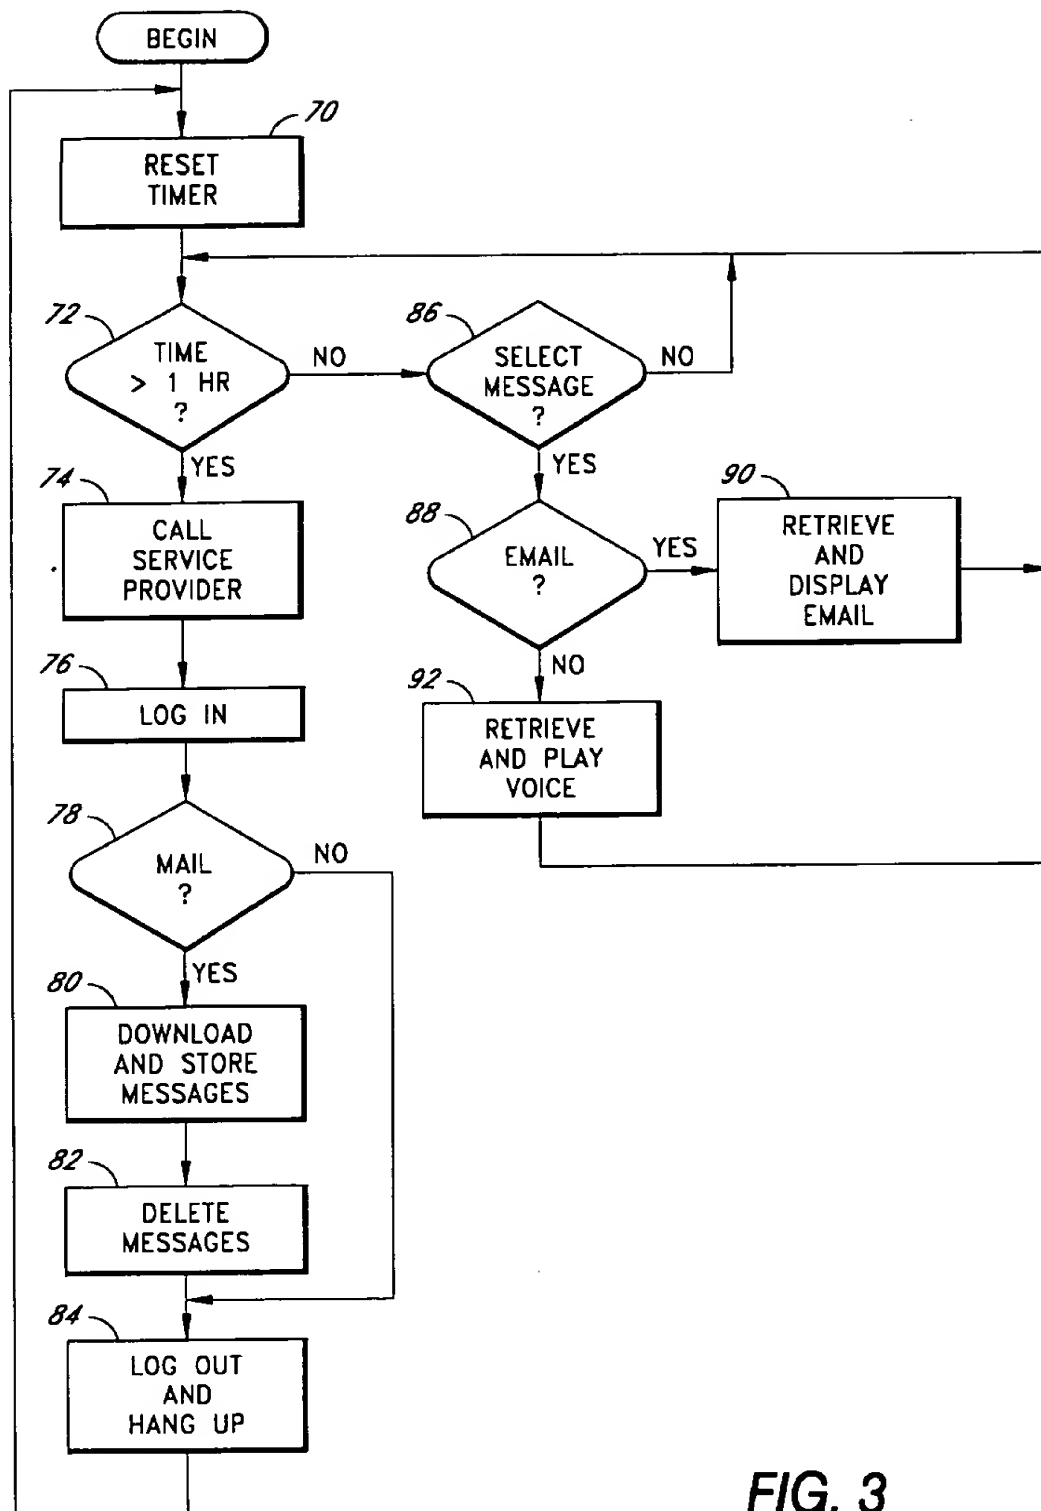 BEGIN
70
RESET
TIMER
72
TIME
> 1 HR
?
NO
86
SELECT
MESSAGE
?
NO
YES
YES
74
CALL
SERVICE
PROVIDER
88
EMAIL
?
YES
90
RETRIEVE
AND
DISPLAY
EMAIL
NO
76
LOG IN
92
RETRIEVE
AND PLAY
VOICE
78
MAIL
?
NO
YES
80
DOWNLOAD
AND STORE
MESSAGES
82
DELETE
MESSAGES
84
LOG OUT
AND
HANG UP
FIG. 3